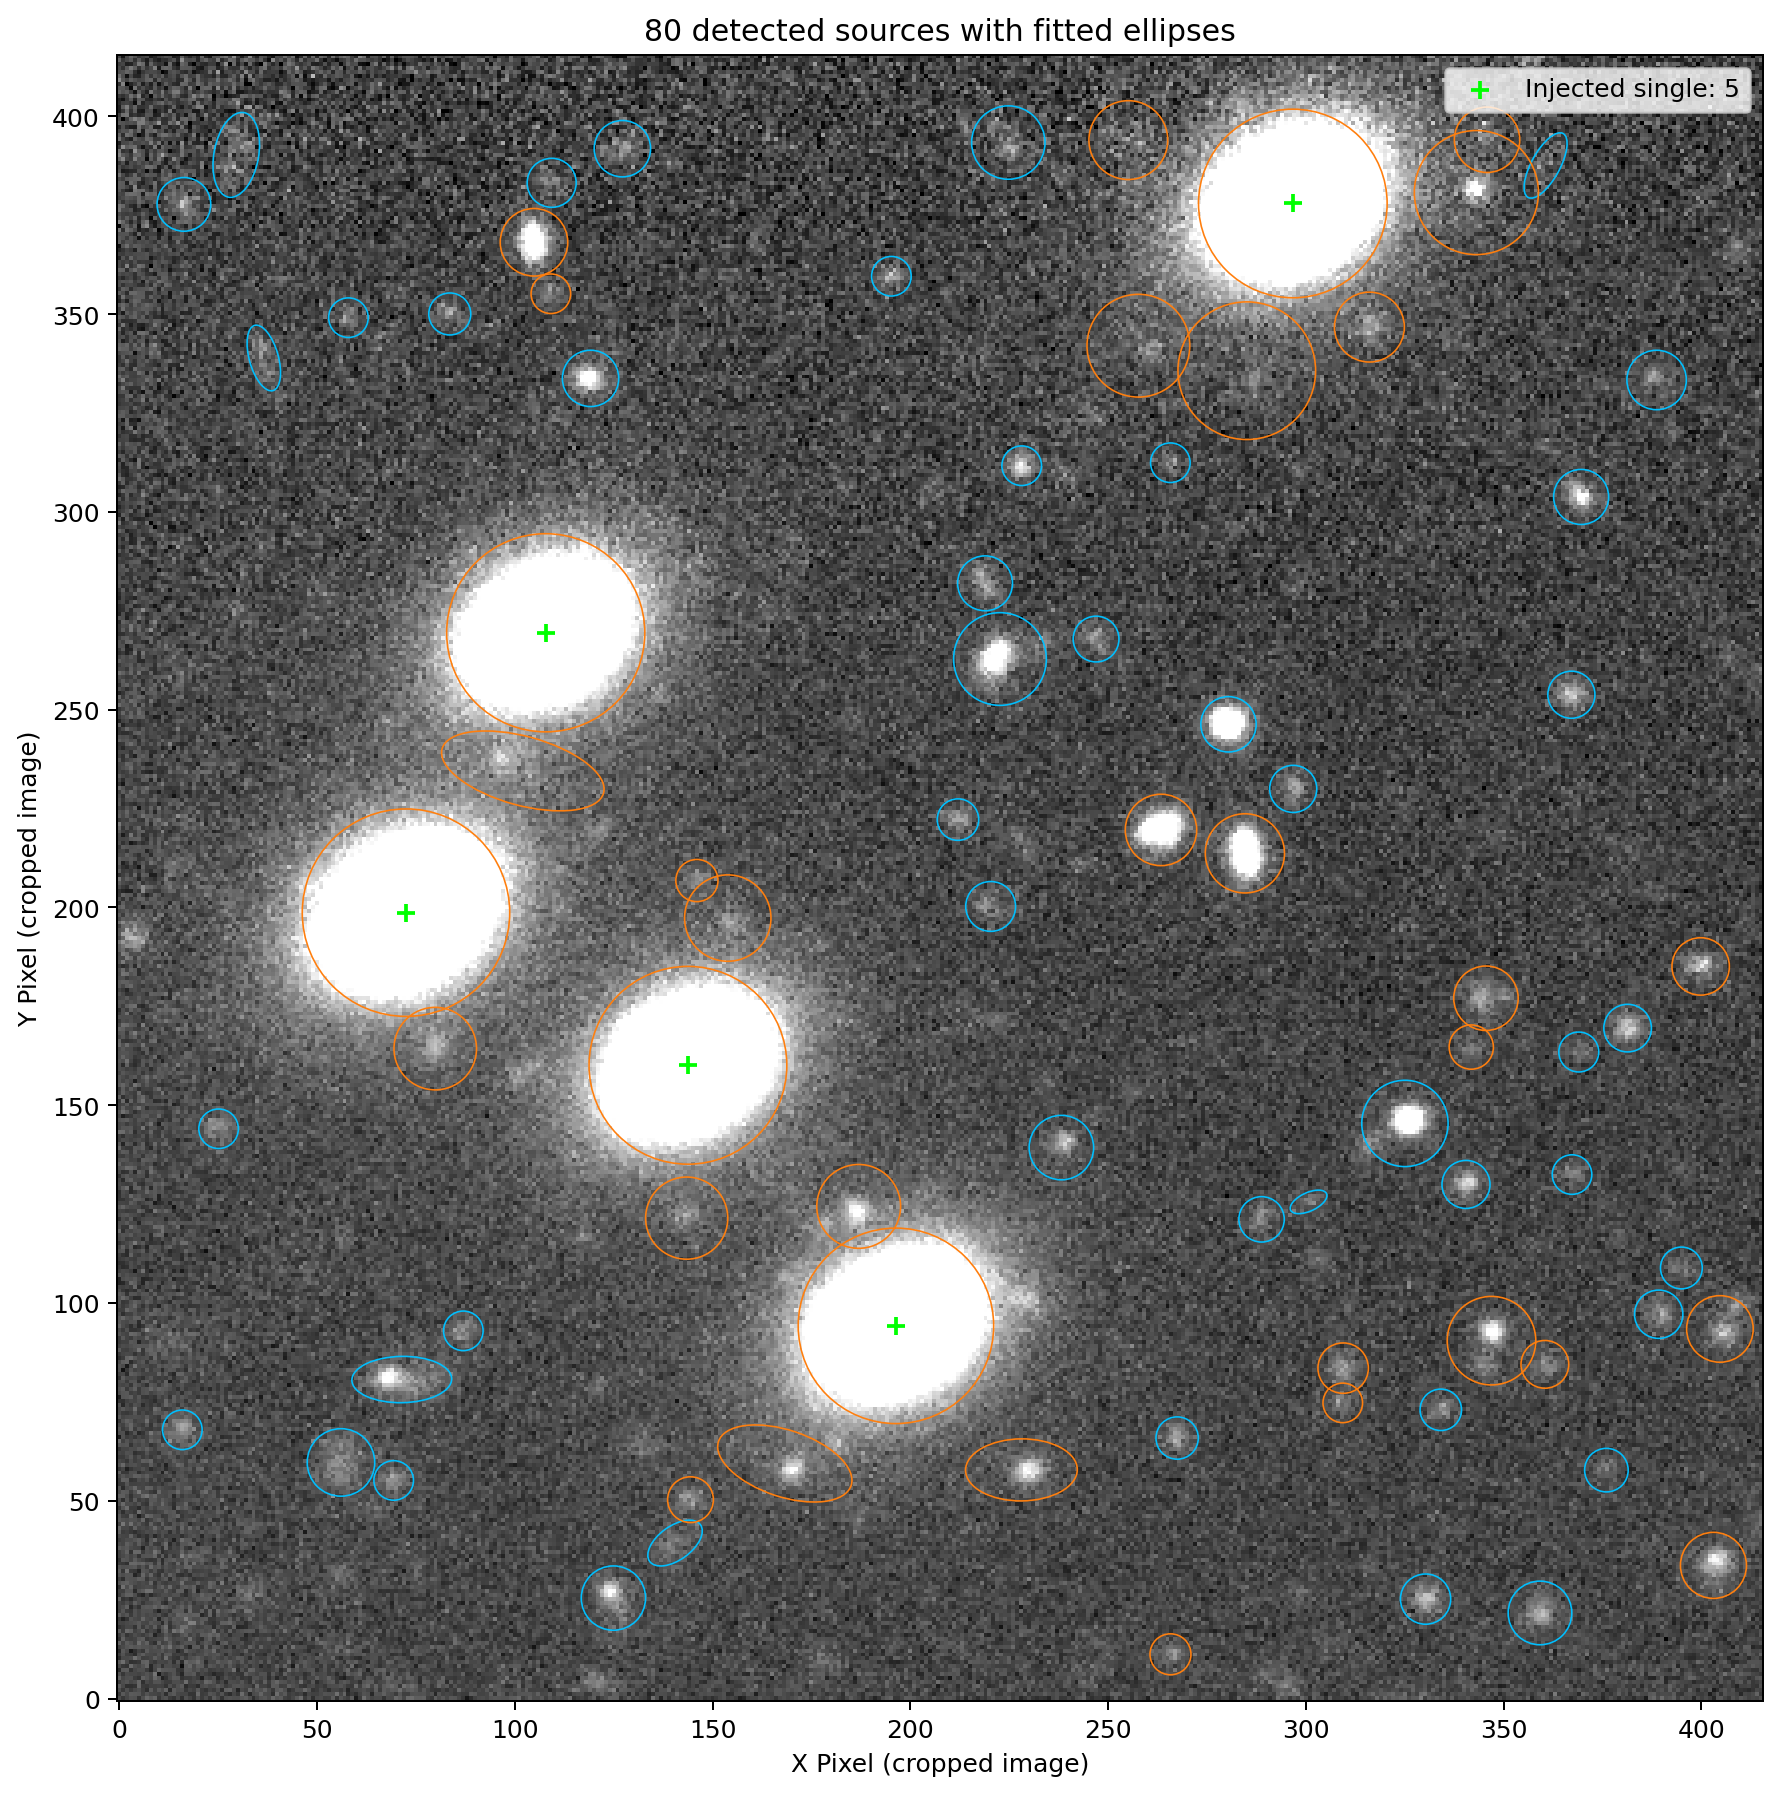 80 detected sources with fitted ellipses
Injected single: 5
Y Pixel (cropped image)
400
350
300
250
200
150
100
50
0
0 50 100 150 200 250 300 350 400
X Pixel (cropped image)